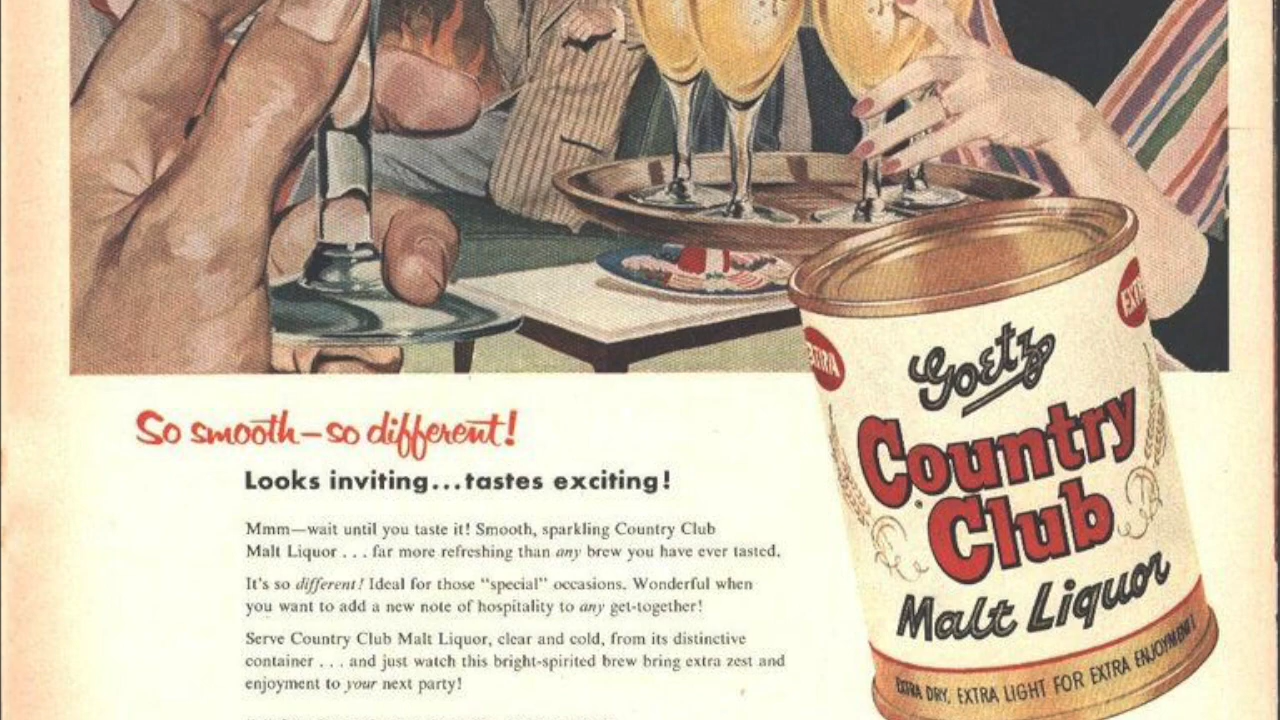 So smooth–so different!
Looks inviting...tastes exciting!
Mmm—wait until you taste it! Smooth, sparkling Country Club
Malt Liquor . . . far more refreshing than any brew you have ever tasted.
It's so different! Ideal for those "special" occasions. Wonderful when
you want to add a new note of hospitality to any get-together!
Serve Country Club Malt Liquor, clear and cold, from its distinctive
container . . . and just watch this bright-spirited brew bring extra zest and
enjoyment to your next party!
EXTRA
EXTRA
Goetz
Country
Club
Malt Liquor
EXTRA DRY, EXTRA LIGHT FOR EXTRA ENJOYMENT!